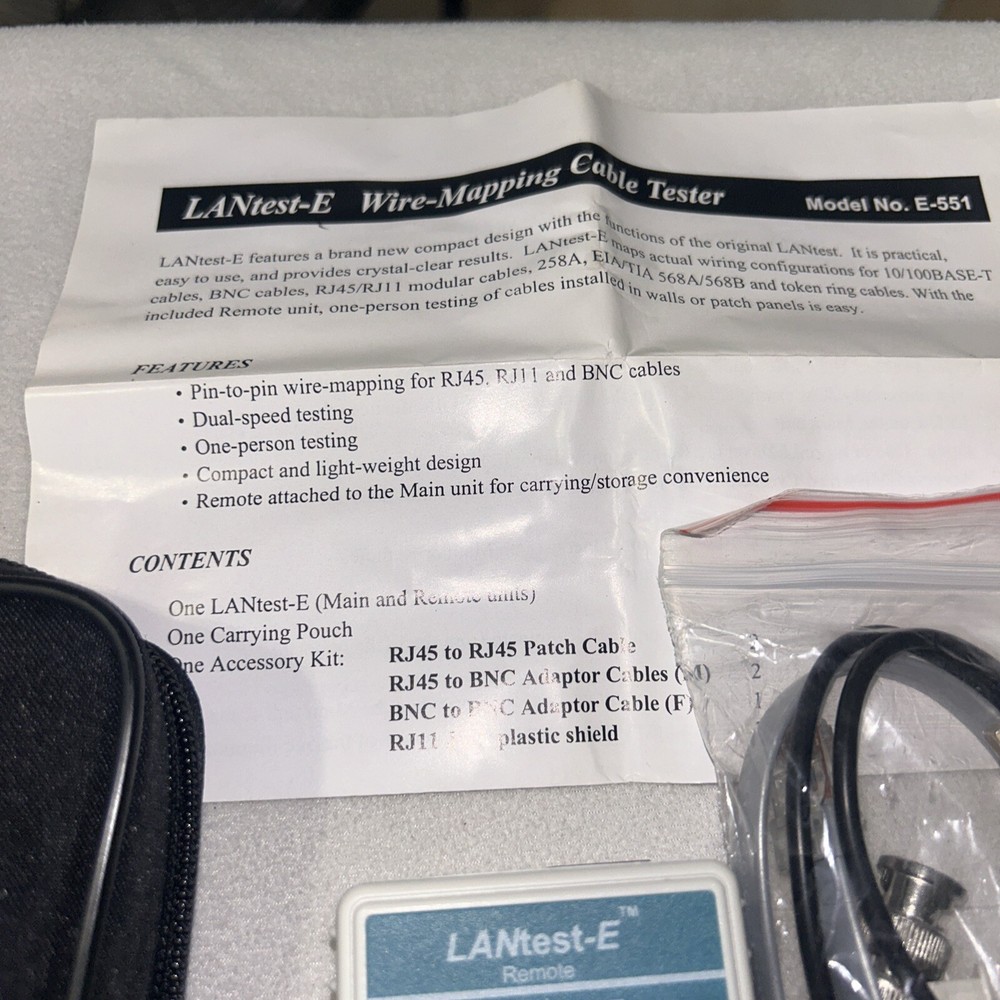 LANtest-E Wire-Mapping Cable Tester Model No. E-551
LANtest-E features a brand new compact design with the functions of the original LANtest. It is practical,
easy to use, and provides crystal-clear results. LANtest-E maps actual wiring configurations for 10/100BASE-T
cables, BNC cables, RJ45/RJ11 modular cables, 258A, EIA/TIA 568A/568B and token ring cables. With the
included Remote unit, one-person testing of cables installed in walls or patch panels is easy.
FEATURES
• Pin-to-pin wire-mapping for RJ45, RJ11 and BNC cables
• Dual-speed testing
• One-person testing
• Compact and light-weight design
• Remote attached to the Main unit for carrying/storage convenience
CONTENTS
One LANtest-E (Main and Remote units)
One Carrying Pouch
One Accessory Kit: RJ45 to RJ45 Patch Cable
RJ45 to BNC Adaptor Cables (M) 2
BNC to BNC Adaptor Cable (F) 1
RJ11 plastic shield
LANtest-E™
Remote